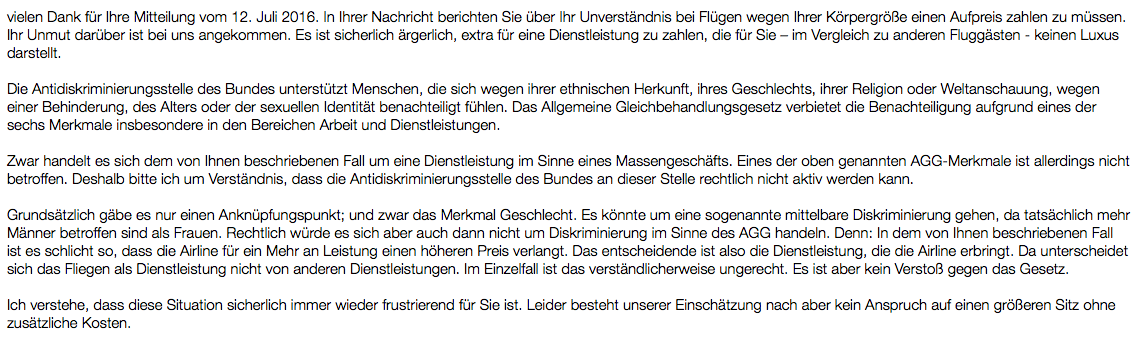 vielen Dank für Ihre Mitteilung vom 12. Juli 2016. In Ihrer Nachricht berichten Sie über Ihr Unverständnis bei Flügen wegen Ihrer Körpergröße einen Aufpreis zahlen zu müssen.
Ihr Unmut darüber ist bei uns angekommen. Es ist sicherlich ärgerlich, extra für eine Dienstleistung zu zahlen, die für Sie – im Vergleich zu anderen Fluggästen - keinen Luxus
darstellt.
Die Antidiskriminierungsstelle des Bundes unterstützt Menschen, die sich wegen ihrer ethnischen Herkunft, ihres Geschlechts, ihrer Religion oder Weltanschauung, wegen
einer Behinderung, des Alters oder der sexuellen Identität benachteiligt fühlen. Das Allgemeine Gleichbehandlungsgesetz verbietet die Benachteiligung aufgrund eines der
sechs Merkmale insbesondere in den Bereichen Arbeit und Dienstleistungen.
Zwar handelt es sich dem von Ihnen beschriebenen Fall um eine Dienstleistung im Sinne eines Massengeschäfts. Eines der oben genannten AGG-Merkmale ist allerdings nicht
betroffen. Deshalb bitte ich um Verständnis, dass die Antidiskriminierungsstelle des Bundes an dieser Stelle rechtlich nicht aktiv werden kann.
Grundsätzlich gäbe es nur einen Anknüpfungspunkt; und zwar das Merkmal Geschlecht. Es könnte um eine sogenannte mittelbare Diskriminierung gehen, da tatsächlich mehr
Männer betroffen sind als Frauen. Rechtlich würde es sich aber auch dann nicht um Diskriminierung im Sinne des AGG handeln. Denn: In dem von Ihnen beschriebenen Fall
ist es schlicht so, dass die Airline für ein Mehr an Leistung einen höheren Preis verlangt. Das entscheidende ist also die Dienstleistung, die die Airline erbringt. Da unterscheidet
sich das Fliegen als Dienstleistung nicht von anderen Dienstleistungen. Im Einzelfall ist das verständlicherweise ungerecht. Es ist aber kein Verstoß gegen das Gesetz.
Ich verstehe, dass diese Situation sicherlich immer wieder frustrierend für Sie ist. Leider besteht unserer Einschätzung nach aber kein Anspruch auf einen größeren Sitz ohne
zusätzliche Kosten.